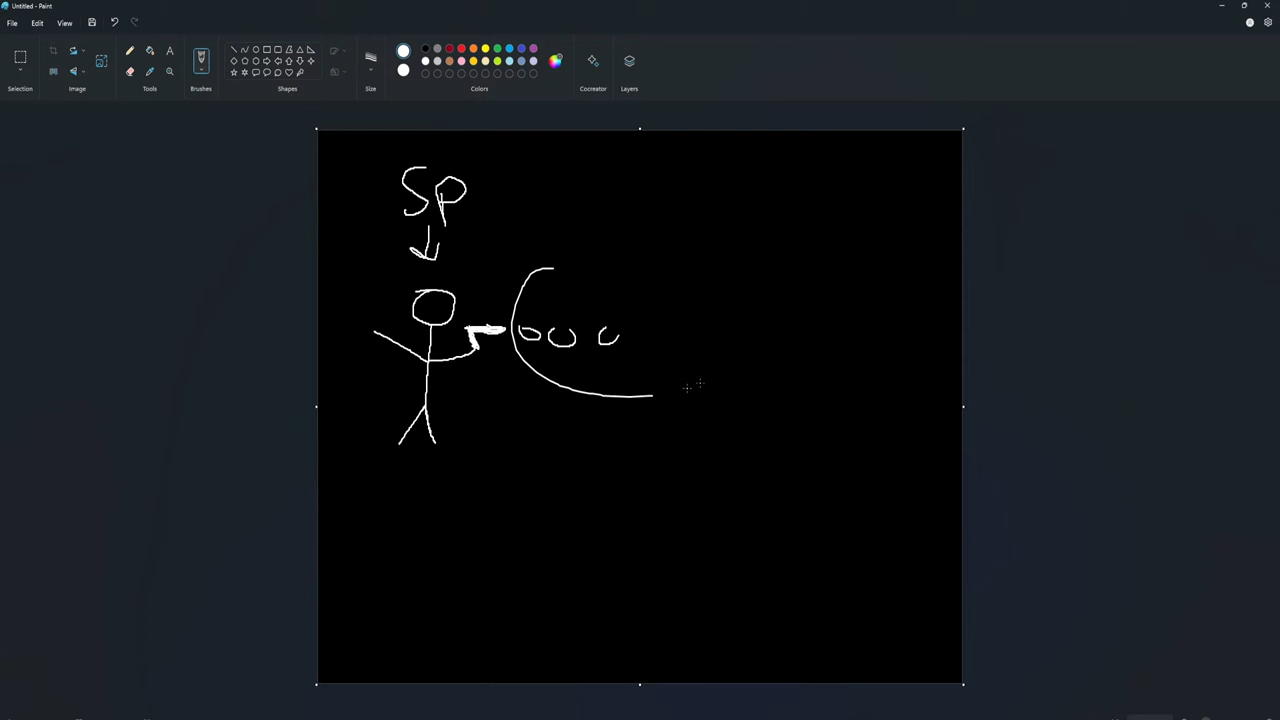 Untitled - Paint
File Edit View
Selection Image Tools Brushes Shapes Size Colors Cocreator Layers
Sp